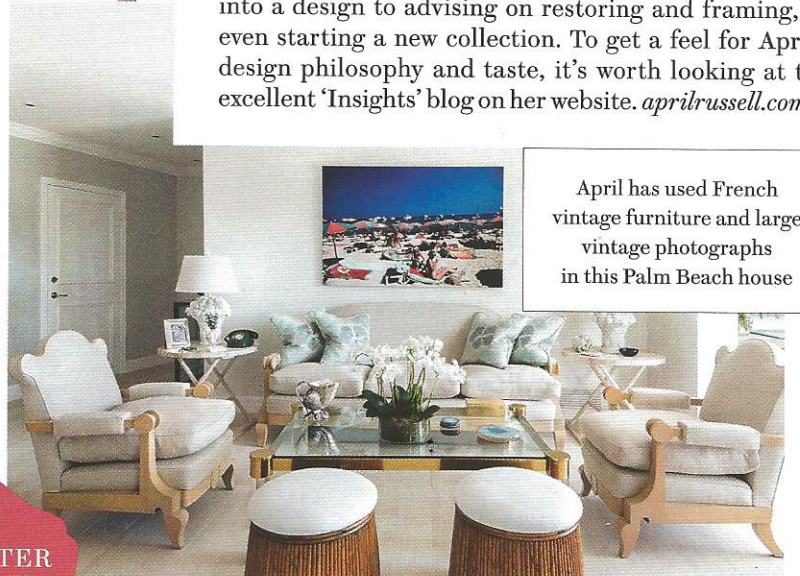 into a design to advising on restoring and framing,
even starting a new collection. To get a feel for Apr
design philosophy and taste, it's worth looking at t
excellent ‘Insights’ blog on her website. aprilrussell.com
April has used French
vintage furniture and large
vintage photographs
in this Palm Beach house
TER